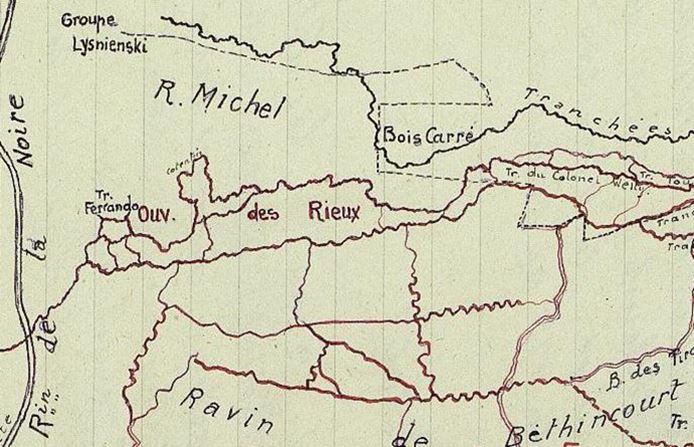 Groupe
Lysnienski
R. Michel
Noire
Bois Carré
Tranchées
Tr. du Colonel Welly.
Tr.
Tr.
Ferrando
Ouv. des Rieux
la
de
Rin
B. des
Ravin
de
Béthincourt
Tr.